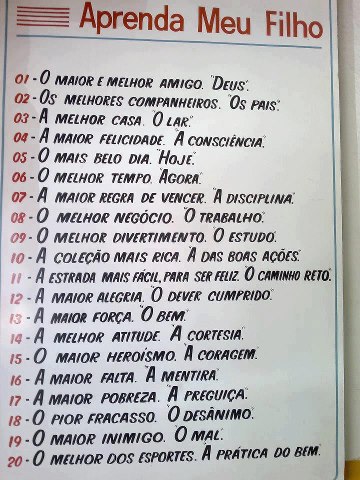 Aprenda Meu Filho
01 - O MAIOR E MELHOR AMIGO. "DEUS".
02 - OS MELHORES COMPANHEIROS. "OS PAIS".
03 - A MELHOR CASA. "O LAR".
04 - A MAIOR FELICIDADE. "A CONSCIÊNCIA".
05 - O MAIS BELO DIA. "HOJE".
06 - O MELHOR TEMPO. "AGORA".
07 - A MAIOR REGRA DE VENCER. "A DISCIPLINA".
08 - O MELHOR NEGÓCIO. "O TRABALHO".
09 - O MELHOR DIVERTIMENTO. "O ESTUDO".
10 - A COLEÇÃO MAIS RICA. "A DAS BOAS AÇÕES".
11 - A ESTRADA MAIS FÁCIL, PARA SER FELIZ. "O CAMINHO RETO".
12 - A MAIOR ALEGRIA. "O DEVER CUMPRIDO".
13 - A MAIOR FORÇA. "O BEM".
14 - A MELHOR ATITUDE. "A CORTESIA".
15 - O MAIOR HEROÍSMO. "A CORAGEM".
16 - A MAIOR FALTA. "A MENTIRA".
17 - A MAIOR POBREZA. "A PREGUIÇA".
18 - O PIOR FRACASSO. "O DESÂNIMO".
19 - O MAIOR INIMIGO. "O MAL".
20 - O MELHOR DOS ESPORTES. "A PRÁTICA DO BEM".